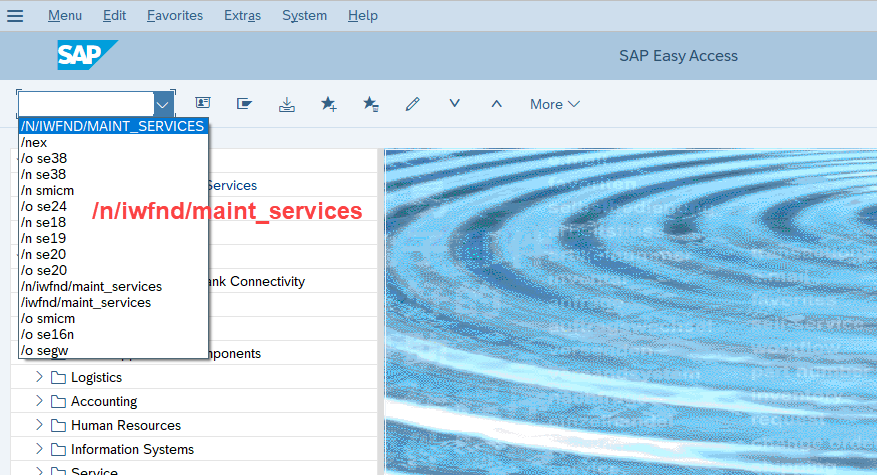 Menu Edit Favorites Extras System Help
SAP SAP Easy Access
More
/N/IWFND/MAINT_SERVICES
/nex
/o se38
/n se38
/n smicm
/o se24
/n se18
/n se19
/n se20
/o se20
/n/iwfnd/maint_services
/iwfnd/maint_services
/o smicm
/o se16n
/o segw
Services
/n/iwfnd/maint_services
ank Connectivity
Logistics
Accounting
Human Resources
Information Systems
Service